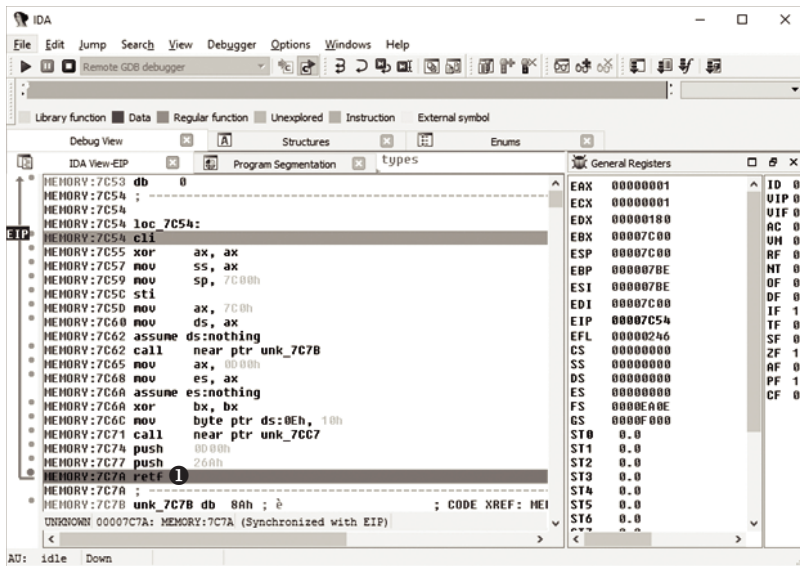 IDA
File Edit Jump Search View Debugger Options Windows Help
Remote GDB debugger
Library function Data Regular function Unexplored Instruction External symbol
Debug View Structures Enums
IDA View-EIP Program Segmentation types
General Registers
MEMORY:7C53 db 0
MEMORY:7C54 ; 
MEMORY:7C54
MEMORY:7C54 loc_7C54:
EIP
MEMORY:7C54 cli
MEMORY:7C55 xor ax, ax
MEMORY:7C57 mov ss, ax
MEMORY:7C59 mov sp, 7C00h
MEMORY:7C5C sti
MEMORY:7C5D mov ax, 7C0h
MEMORY:7C60 mov ds, ax
MEMORY:7C62 assume ds:nothing
MEMORY:7C62 call near ptr unk_7C7B
MEMORY:7C65 mov ax, 0D00h
MEMORY:7C68 mov es, ax
MEMORY:7C6A assume es:nothing
MEMORY:7C6A xor bx, bx
MEMORY:7C6C mov byte ptr ds:0Eh, 10h
MEMORY:7C71 call near ptr unk_7CC7
MEMORY:7C74 push 0D00h
MEMORY:7C77 push 26Ah
MEMORY:7C7A retf ❶
MEMORY:7C7A ; 
MEMORY:7C7B unk_7C7B db 8Ah ; è ; CODE XREF: MEI
UNKNOWN 00007C7A: MEMORY:7C7A (Synchronized with EIP)
EAX 00000001
ECX 00000001
EDX 00000180
EBX 00007C00
ESP 00007C00
EBP 000007BE
ESI 000007BE
EDI 00007C00
EIP 00007C54
EFL 00000246
CS 00000000
SS 00000000
DS 00000000
ES 00000000
FS 0000EA0E
GS 0000F000
ST0 0.0
ST1 0.0
ST2 0.0
ST3 0.0
ST4 0.0
ST5 0.0
ST6 0.0
ID 0
VIP 0
VIF 0
AC 0
VM 0
RF 0
NT 0
OF 0
DF 0
IF 1
TF 0
SF 0
ZF 1
AF 0
PF 1
CF 0
AU: idle Down